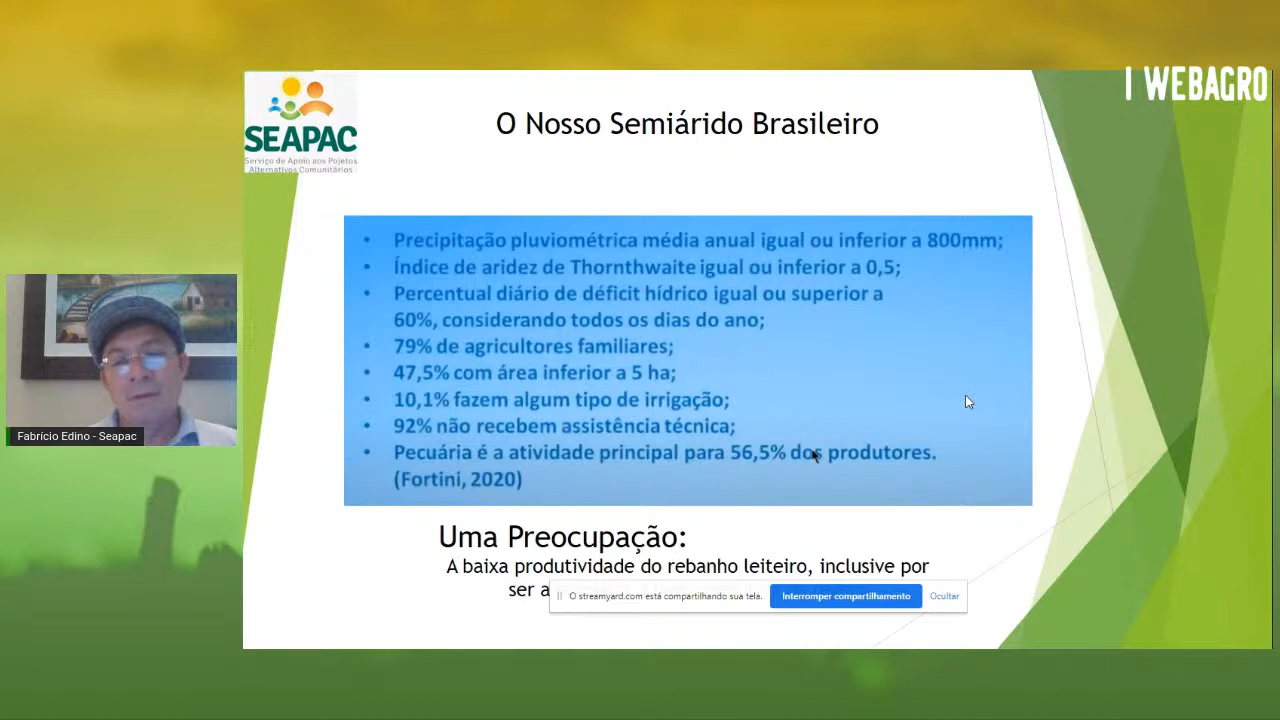 I WEBAGRO
SEAPAC
Serviço de Apoio aos Pojetos
Alternativos Comunitários
O Nosso Semiárido Brasileiro
• Precipitação pluviométrica média anual igual ou inferior a 800mm;
• Índice de aridez de Thornthwaite igual ou inferior a 0,5;
• Percentual diário de déficit hídrico igual ou superior a
60%, considerando todos os dias do ano;
• 79% de agricultores familiares;
• 47,5% com área inferior a 5 ha;
• 10,1% fazem algum tipo de irrigação;
• 92% não recebem assistência técnica;
• Pecuária é a atividade principal para 56,5% dos produtores.
(Fortini, 2020)
Fabrício Edino - Seapac
Uma Preocupação:
A baixa produtividade do rebanho leiteiro, inclusive por
ser a
O streamyard.com está compartilhando sua tela. Interromper compartilhamento Ocultar